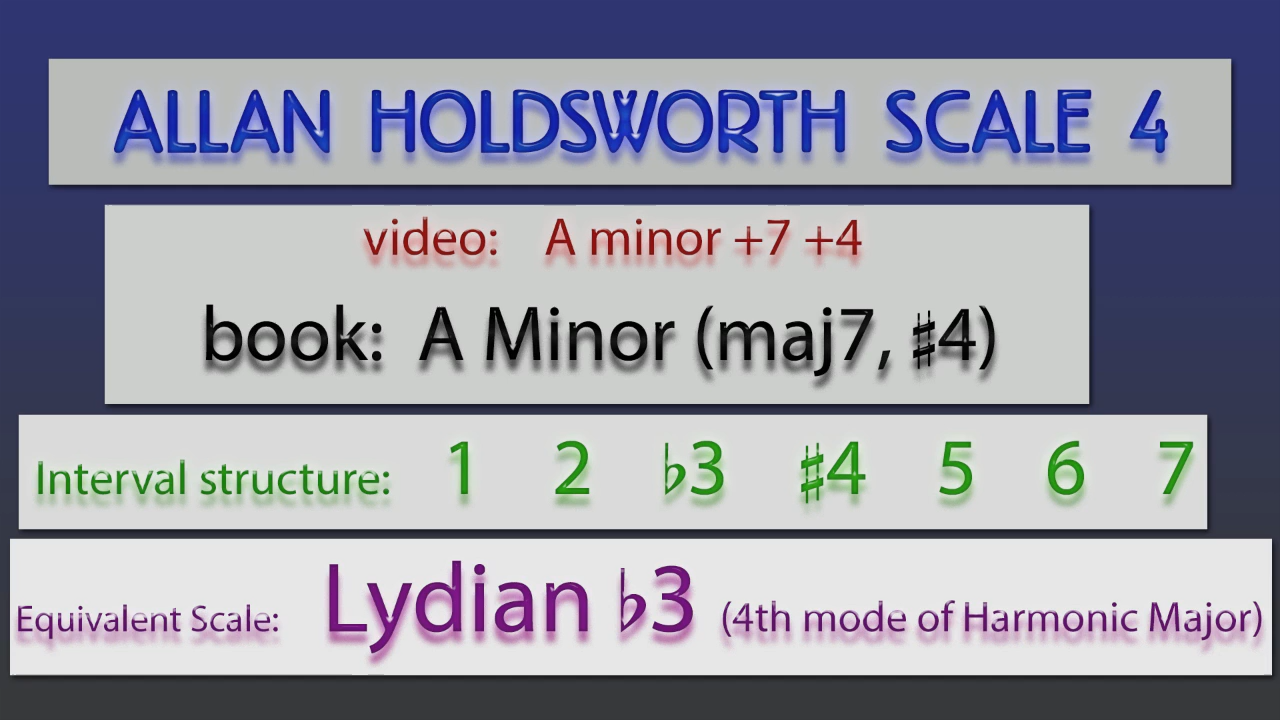 ALLAN HOLDSWORTH SCALE 4
video: A minor +7 +4
book: A Minor (maj7, ♯4)
Interval structure: 1 2 ♭3 ♯4 5 6 7
Equivalent Scale: Lydian ♭3 (4th mode of Harmonic Major)